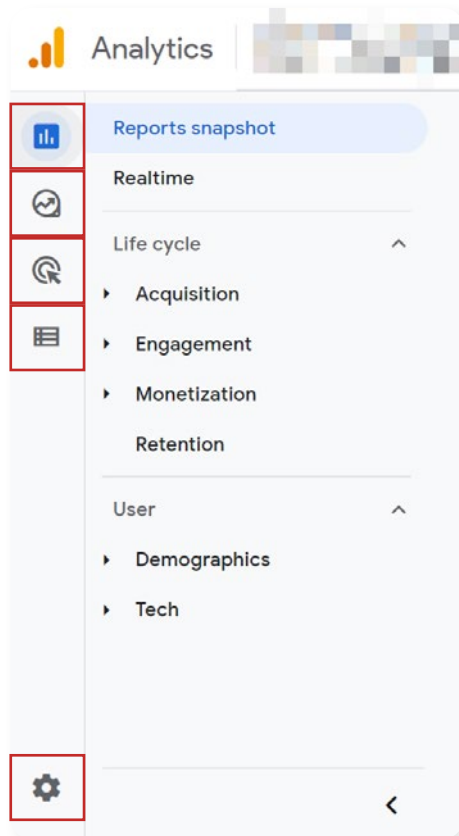 Analytics
Reports snapshot
Realtime
Life cycle
Acquisition
Engagement
Monetization
Retention
User
Demographics
Tech